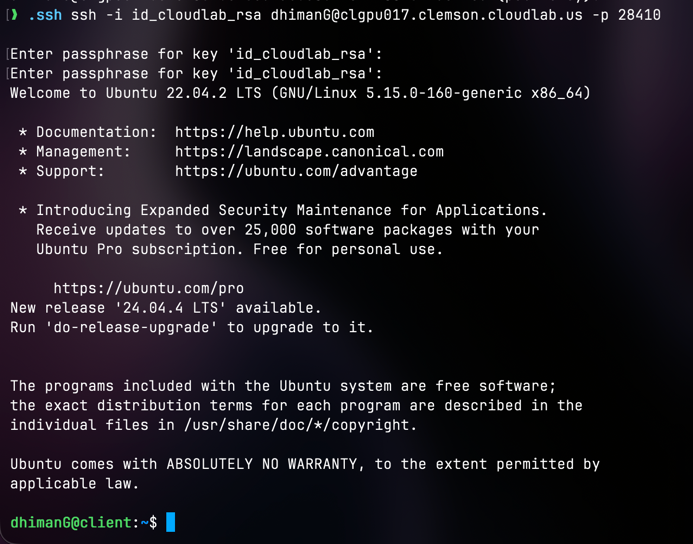 ❯ .ssh ssh -i id_cloudlab_rsa dhimanG@clgpu017.clemson.cloudlab.us -p 28410
Enter passphrase for key 'id_cloudlab_rsa':
Enter passphrase for key 'id_cloudlab_rsa':
Welcome to Ubuntu 22.04.2 LTS (GNU/Linux 5.15.0-160-generic x86_64)
* Documentation:  https://help.ubuntu.com
* Management:     https://landscape.canonical.com
* Support:        https://ubuntu.com/advantage
* Introducing Expanded Security Maintenance for Applications.
Receive updates to over 25,000 software packages with your
Ubuntu Pro subscription. Free for personal use.
https://ubuntu.com/pro
New release '24.04.4 LTS' available.
Run 'do-release-upgrade' to upgrade to it.
The programs included with the Ubuntu system are free software;
the exact distribution terms for each program are described in the
individual files in /usr/share/doc/*/copyright.
Ubuntu comes with ABSOLUTELY NO WARRANTY, to the extent permitted by
applicable law.
dhimanG@client:~$